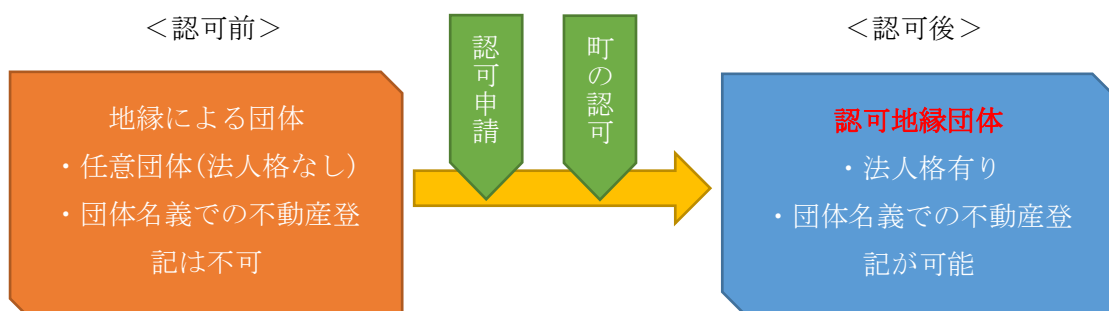 ＜認可前＞
地縁による団体
・任意団体(法人格なし)
・団体名義での不動産登
記は不可
認可申請
町の認可
＜認可後＞
認可地縁団体
・法人格有り
・団体名義での不動産登
記が可能